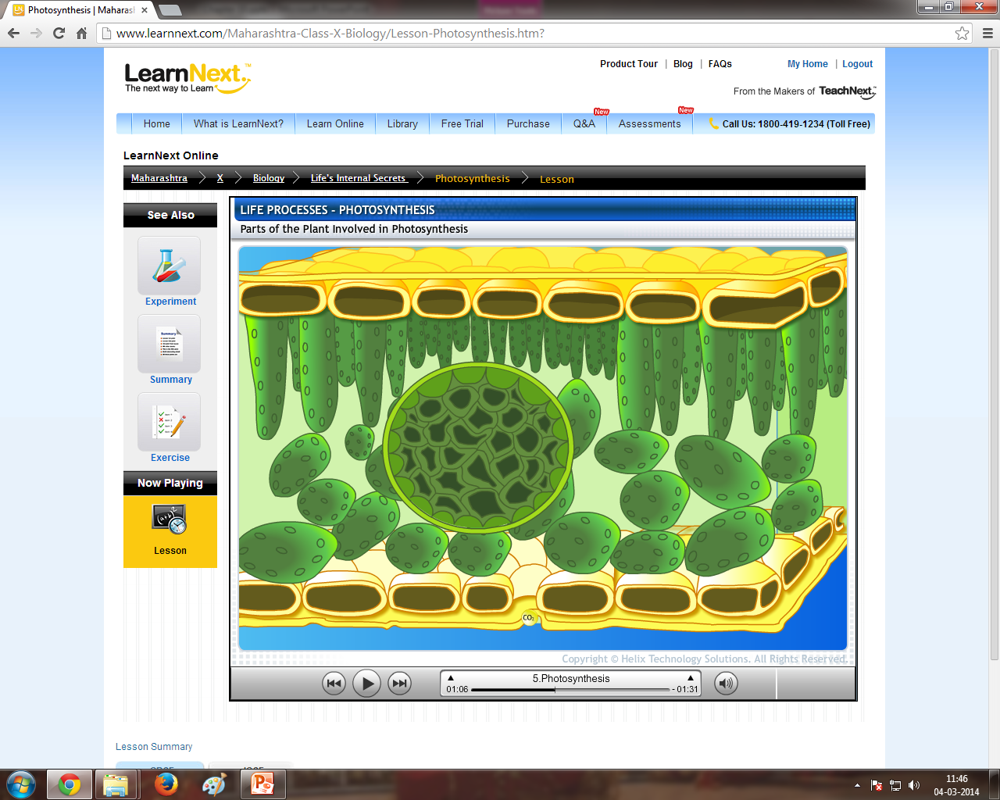 Photosynthesis | Maharas
www.learnnext.com/Maharashtra-Class-X-Biology/Lesson-Photosynthesis.htm?
LearnNext.™
The next way to Learn
Product Tour | Blog | FAQs
My Home | Logout
From the Makers of TeachNext.
Home
What is LearnNext?
Learn Online
Library
Free Trial
Purchase
Q&A
New
Assessments
New
Call Us: 1800-419-1234 (Toll Free)
LearnNext Online
Maharashtra
X
Biology
Life's Internal Secrets
Photosynthesis
Lesson
See Also
Experiment
Summary
Summary
Exercise
Now Playing
Lesson
LIFE PROCESSES - PHOTOSYNTHESIS
Parts of the Plant Involved in Photosynthesis
CO₂
Copyright © Helix Technology Solutions. All Rights Reserved.
5.Photosynthesis
01:06
- 01:31
Lesson Summary
11:46
04-03-2014